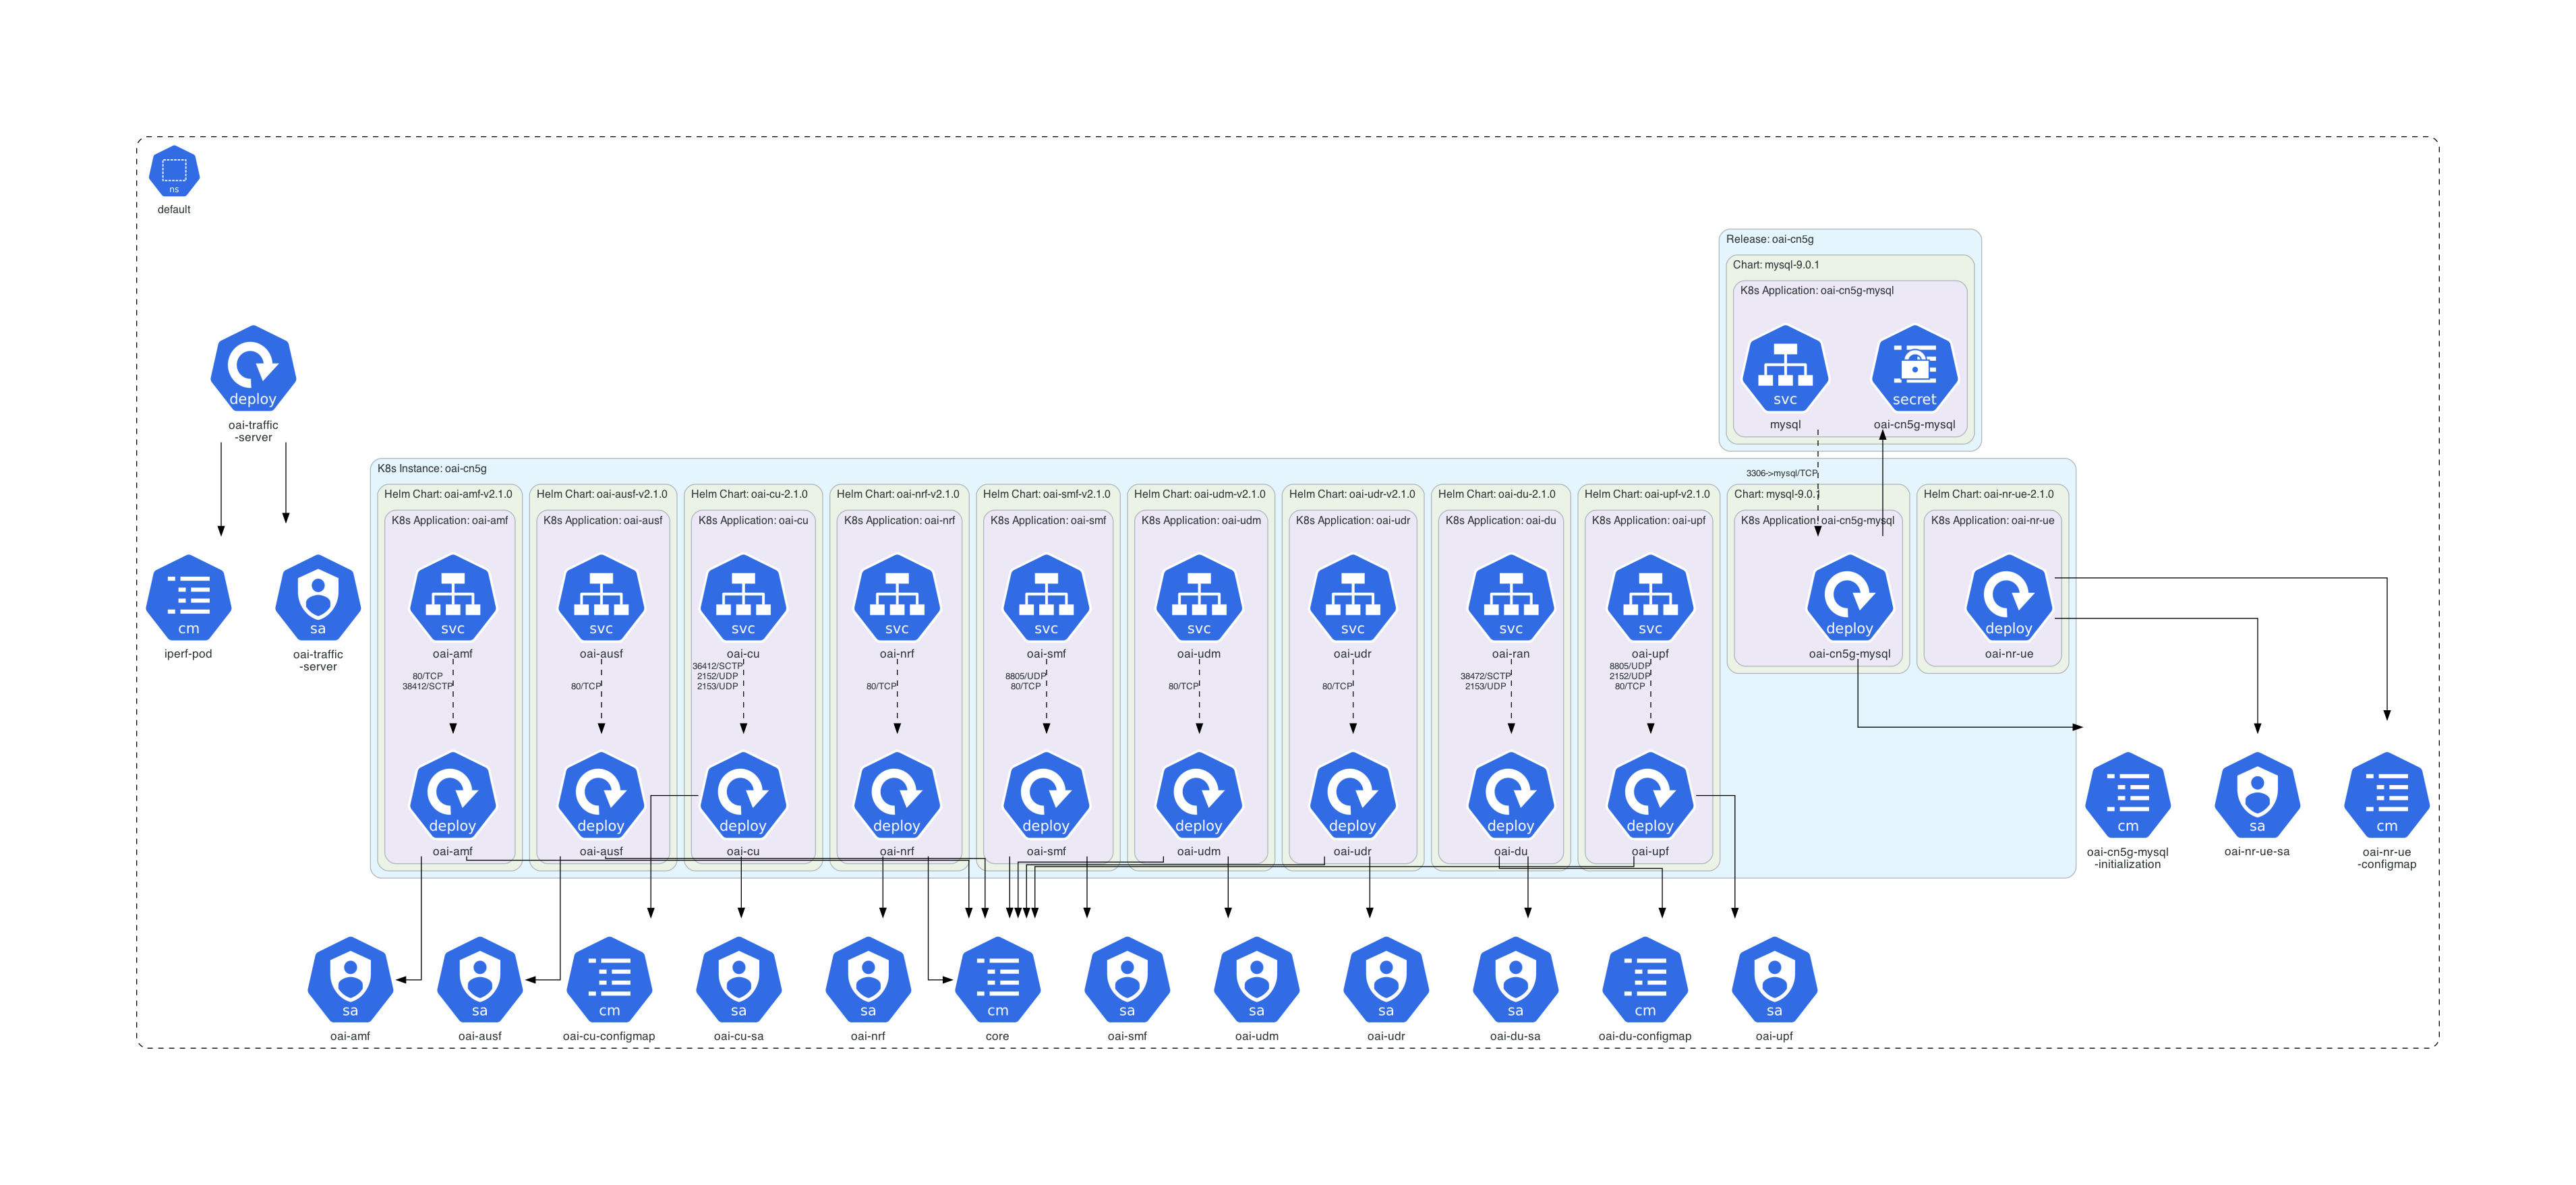 ns
default
Release: oai-cn5g
Chart: mysql-9.0.1
K8s Application: oai-cn5g-mysql
svc
mysql
secret
oai-cn5g-mysql
deploy
oai-traffic
-server
3306->mysql/TCP
K8s Instance: oai-cn5g
Helm Chart: oai-amf-v2.1.0
Helm Chart: oai-ausf-v2.1.0
Helm Chart: oai-cu-2.1.0
Helm Chart: oai-nrf-v2.1.0
Helm Chart: oai-smf-v2.1.0
Helm Chart: oai-udm-v2.1.0
Helm Chart: oai-udr-v2.1.0
Helm Chart: oai-du-2.1.0
Helm Chart: oai-upf-v2.1.0
Chart: mysql-9.0.1
Helm Chart: oai-nr-ue-2.1.0
K8s Application: oai-amf
K8s Application: oai-ausf
K8s Application: oai-cu
K8s Application: oai-nrf
K8s Application: oai-smf
K8s Application: oai-udm
K8s Application: oai-udr
K8s Application: oai-du
K8s Application: oai-upf
K8s Application: oai-cn5g-mysql
K8s Application: oai-nr-ue
cm
iperf-pod
sa
oai-traffic
-server
svc
oai-amf
svc
oai-ausf
svc
oai-cu
svc
oai-nrf
svc
oai-smf
svc
oai-udm
svc
oai-udr
svc
oai-ran
svc
oai-upf
deploy
oai-cn5g-mysql
deploy
oai-nr-ue
80/TCP
38412/SCTP
80/TCP
36412/SCTP
2152/UDP
2153/UDP
80/TCP
8805/UDP
80/TCP
80/TCP
80/TCP
38472/SCTP
2153/UDP
8805/UDP
2152/UDP
80/TCP
deploy
oai-amf
deploy
oai-ausf
deploy
oai-cu
deploy
oai-nrf
deploy
oai-smf
deploy
oai-udm
deploy
oai-udr
deploy
oai-du
deploy
oai-upf
cm
oai-cn5g-mysql
-initialization
sa
oai-nr-ue-sa
cm
oai-nr-ue
-configmap
sa
oai-amf
sa
oai-ausf
cm
oai-cu-configmap
sa
oai-cu-sa
sa
oai-nrf
cm
core
sa
oai-smf
sa
oai-udm
sa
oai-udr
sa
oai-du-sa
cm
oai-du-configmap
sa
oai-upf